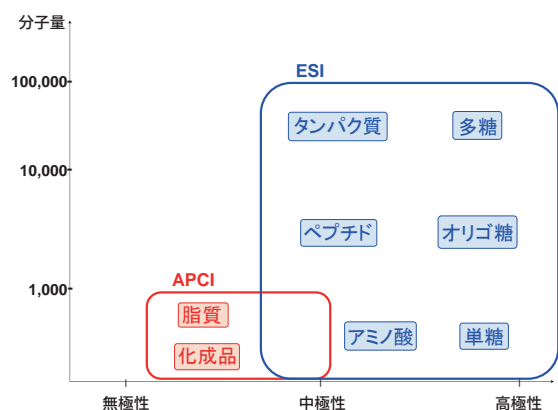 分子量
ESI
100,000
タンパク質
多糖
10,000
ペプチド
オリゴ糖
APCI
1,000
脂質
アミノ酸
単糖
化成品
無極性
中極性
高極性